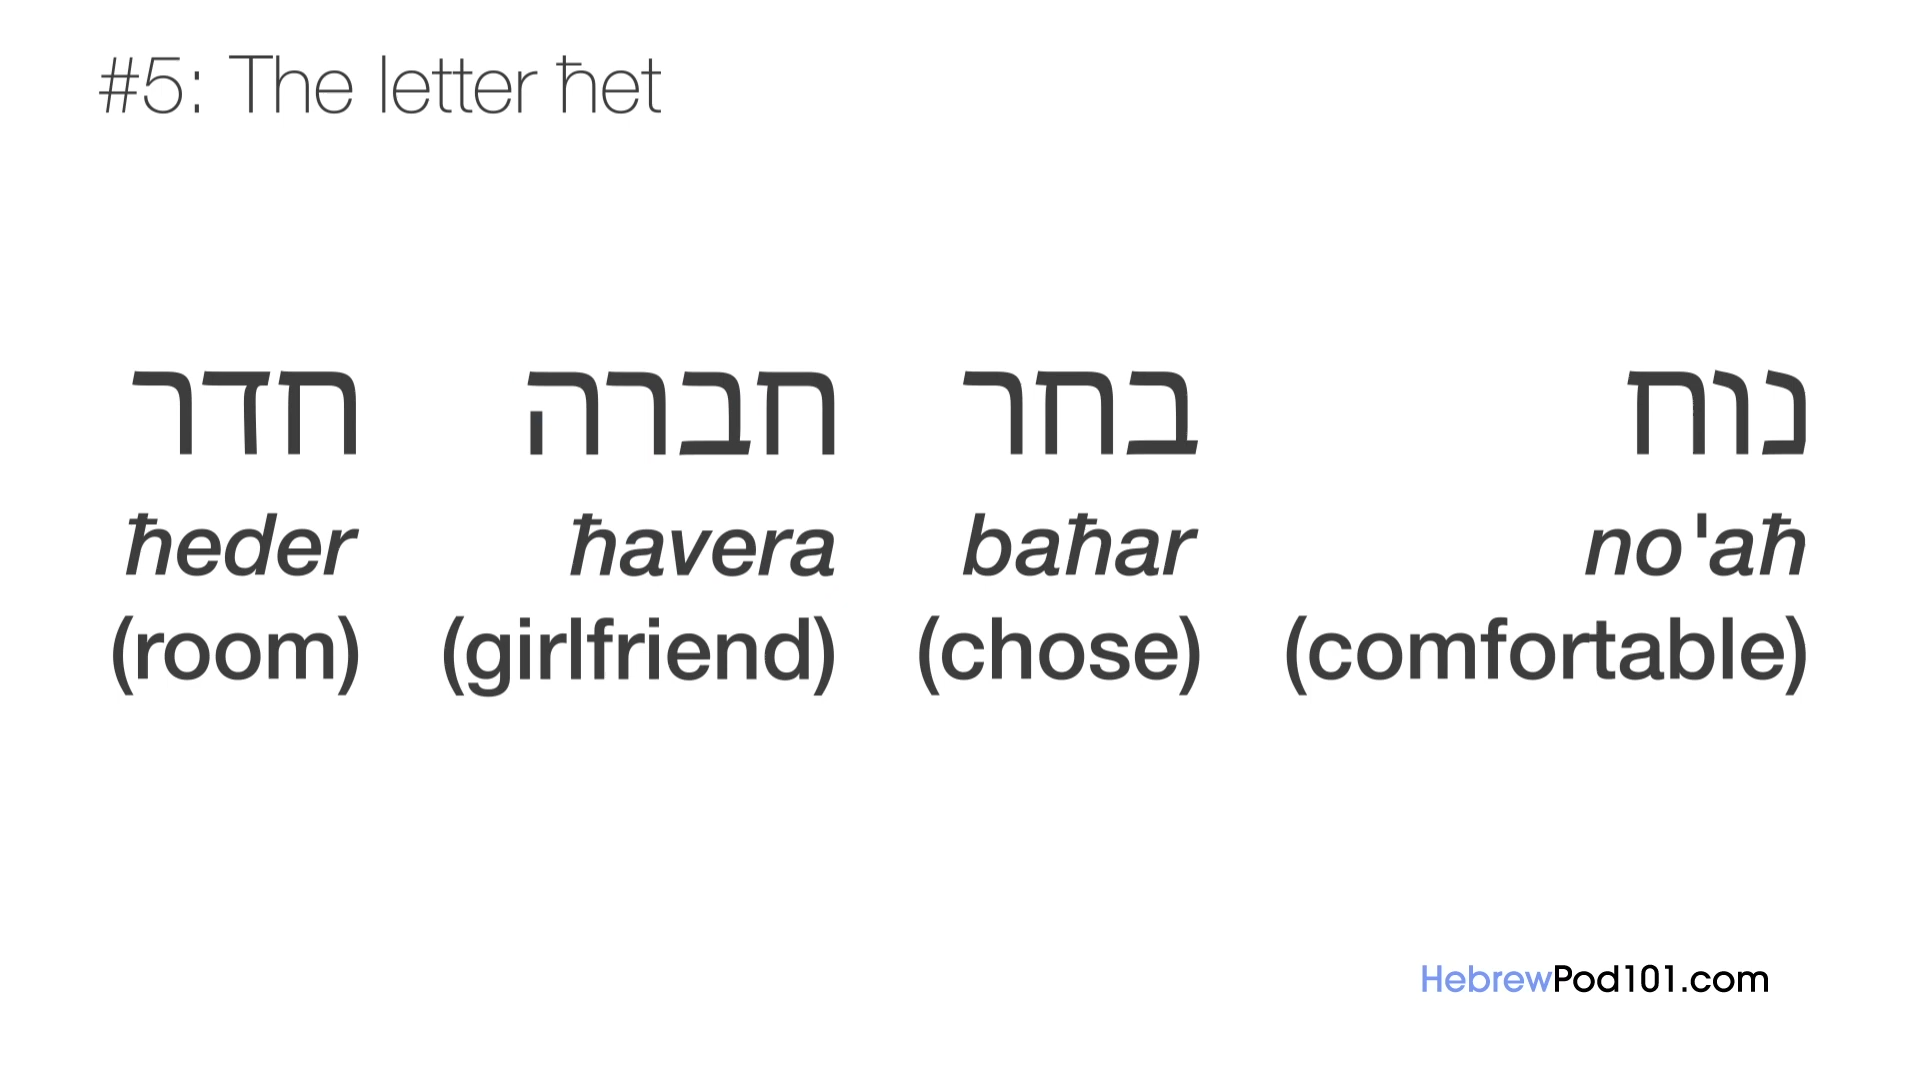 #5: The letter ħet
חדר חברה בחר נוח
ħeder ħavera baħar no'aħ
(room) (girlfriend) (chose) (comfortable)
HebrewPod101.com